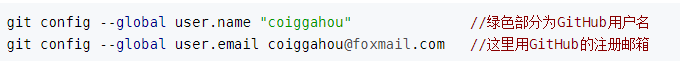 git config --global user.name "coiggahou" //绿色部分为GitHub用户名
git config --global user.email coiggahou@foxmail.com //这里用GitHub的注册邮箱